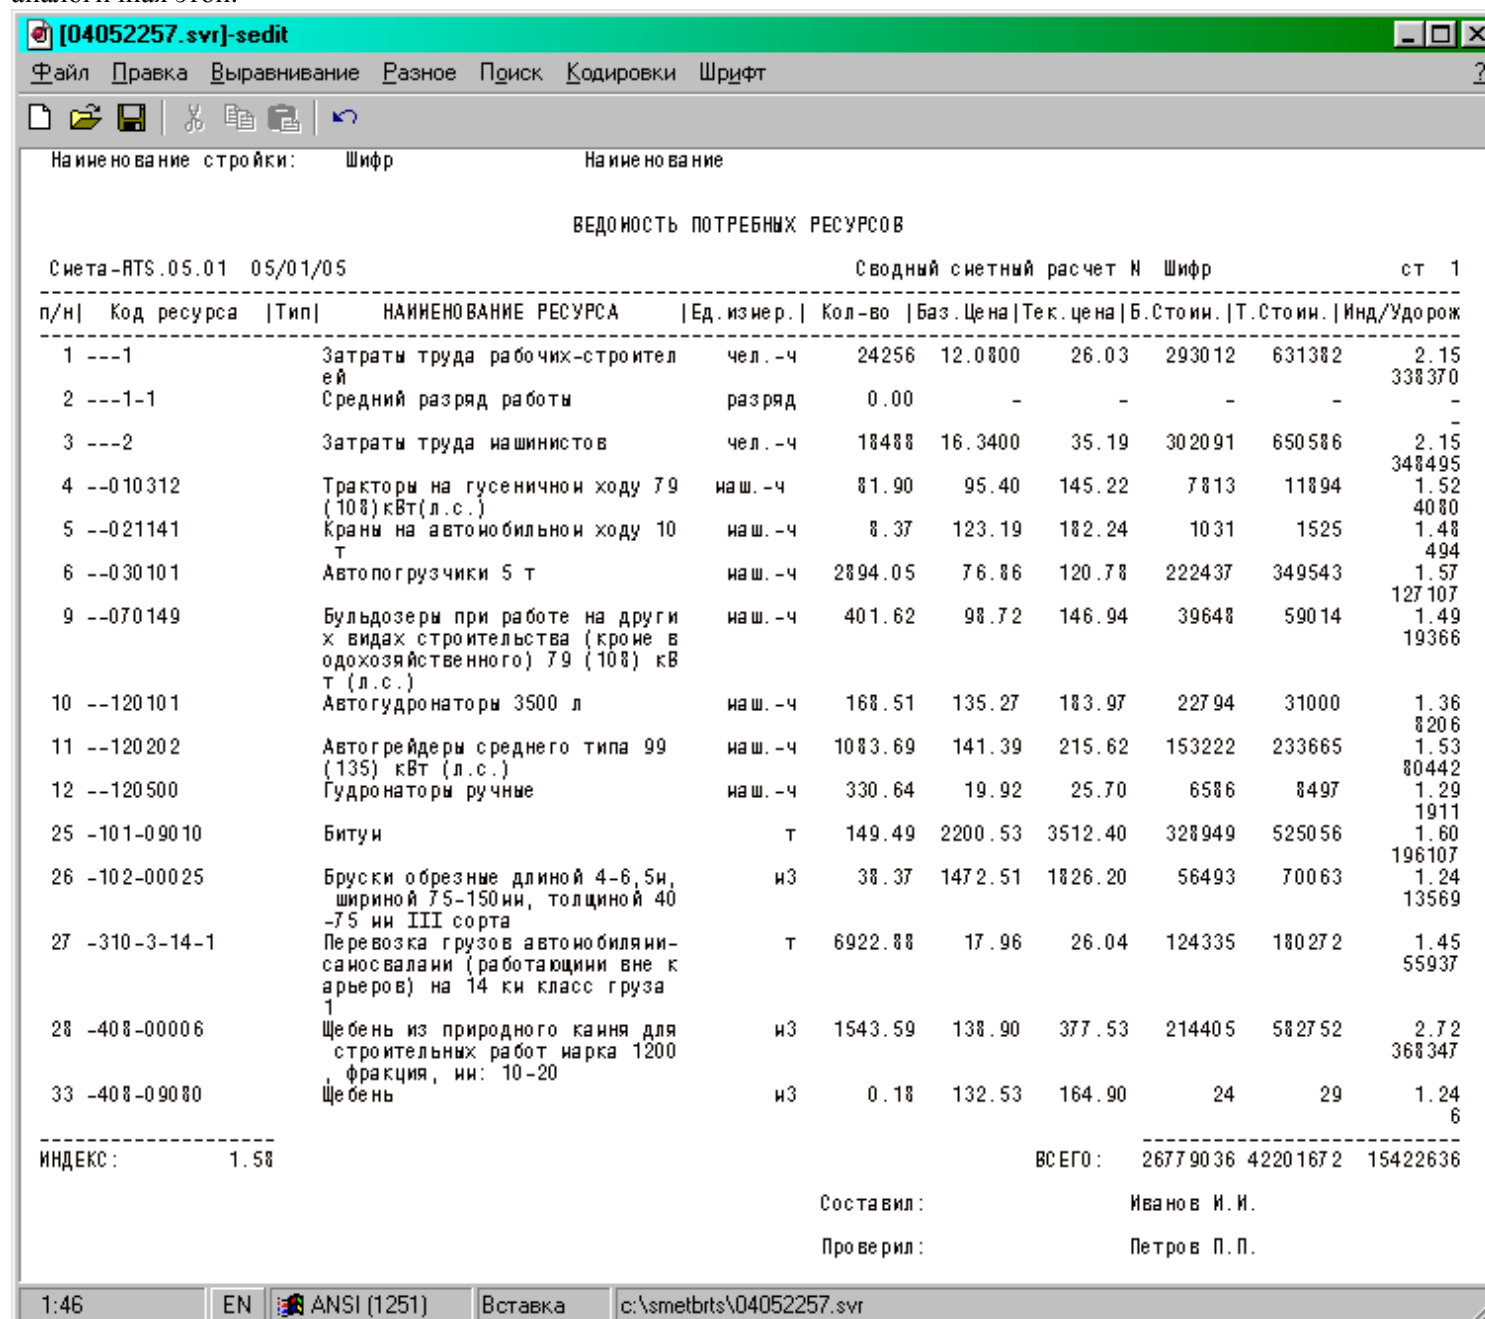 [04052257.svr]-sedit
Файл Правка Выравнивание Разное Поиск Кодировки Шрифт ?
Наименование стройки: Шифр Наименование
ВЕДОМОСТЬ ПОТРЕБНЫХ РЕСУРСОВ
Смета-ATS.05.01 05/01/05 Сводный сметный расчет N Шифр ст 1
п/н| Код ресурса |Тип| НАИМЕНОВАНИЕ РЕСУРСА |Ед.измер.| Кол-во |Баз.Цена|Тек.цена|Б.Стоим.|Т.Стоим.|Инд/Удорож
1 ---1 Затраты труда рабочих-строител чел.-ч 24256 12.0800 26.03 293012 631382 2.15
ей 338370
2 ---1-1 Средний разряд работы разряд 0.00 - - - - -
-
3 ---2 Затраты труда машинистов чел.-ч 18488 16.3400 35.19 302091 650586 2.15
348495
4 --010312 Тракторы на гусеничном ходу 79 маш.-ч 81.90 95.40 145.22 7813 11894 1.52
(108)кВт(л.с.) 4080
5 --021141 Краны на автомобильном ходу 10 маш.-ч 8.37 123.19 182.24 1031 1525 1.48
т 494
6 --030101 Автопогрузчики 5 т маш.-ч 2894.05 76.86 120.78 222437 349543 1.57
127107
9 --070149 Бульдозеры при работе на други маш.-ч 401.62 98.72 146.94 39648 59014 1.49
х видах строительства (кроме в 19366
одохозяйственного) 79 (108) кВ
т (л.с.)
10 --120101 Автогудронаторы 3500 л маш.-ч 168.51 135.27 183.97 22794 31000 1.36
8206
11 --120202 Автогрейдеры среднего типа 99 маш.-ч 1083.69 141.39 215.62 153222 233665 1.53
(135) кВт (л.с.) 80442
12 --120500 Гудронаторы ручные маш.-ч 330.64 19.92 25.70 6586 8497 1.29
1911
25 -101-09010 Битум т 149.49 2200.53 3512.40 328949 525056 1.60
196107
26 -102-00025 Бруски обрезные длиной 4-6,5м, м3 38.37 1472.51 1826.20 56493 70063 1.24
шириной 75-150мм, толщиной 40 13569
-75 мм III сорта
27 -310-3-14-1 Перевозка грузов автомобилями- т 6922.88 17.96 26.04 124335 180272 1.45
самосвалами (работающими вне к 55937
арьеров) на 14 км класс груза
1
28 -408-00006 Щебень из природного камня для м3 1543.59 138.90 377.53 214405 582752 2.72
строительных работ марка 1200 368347
, фракция, мм: 10-20
33 -408-09080 Щебень м3 0.18 132.53 164.90 24 29 1.24
6
ИНДЕКС: 1.58 ВСЕГО: 26779036 42201672 15422636
Составил: Иванов И.И.
Проверил: Петров П.П.
1:46 EN ANSI (1251) Вставка c:\smetbrts\04052257.svr